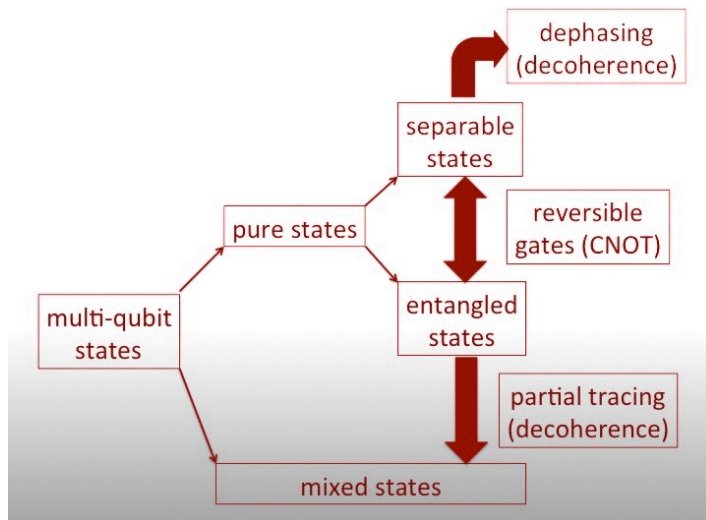 dephasing
(decoherence)
separable
states
pure states
reversible
gates (CNOT)
multi-qubit
states
entangled
states
partial tracing
(decoherence)
mixed states